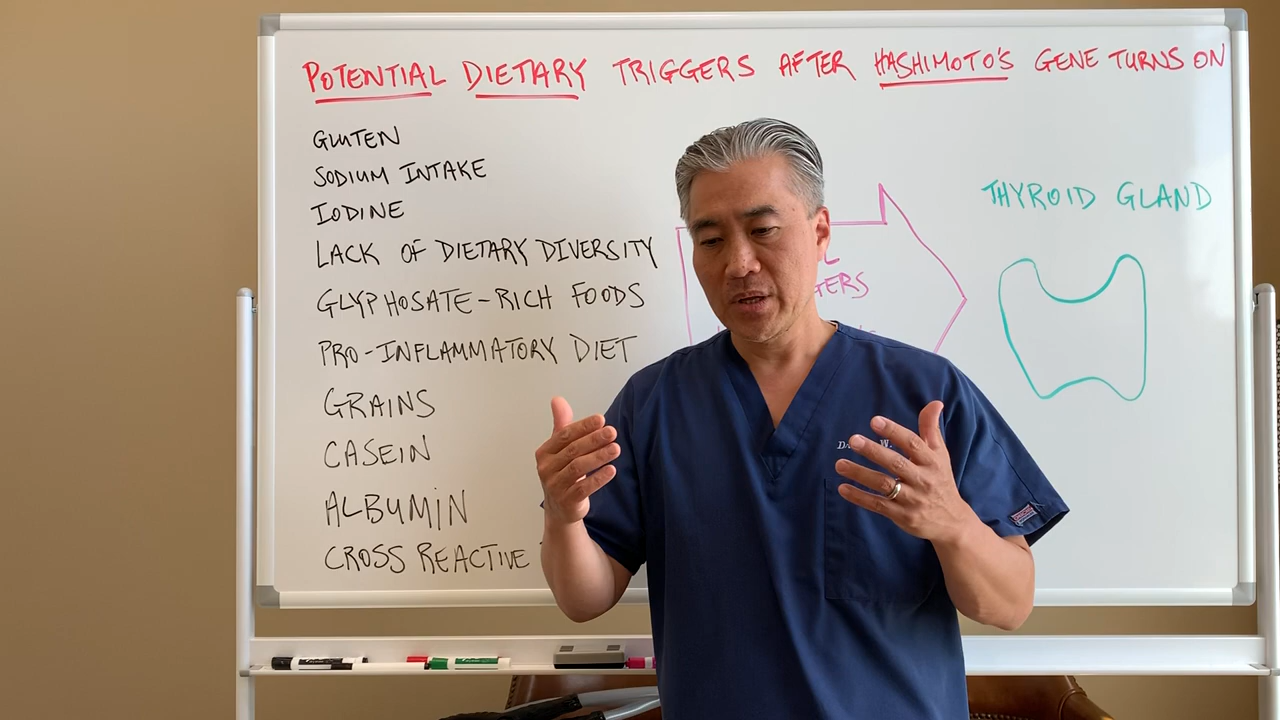 POTENTIAL DIETARY TRIGGERS AFTER HASHIMOTO'S GENE TURNS ON
GLUTEN
SODIUM INTAKE
IODINE
LACK OF DIETARY DIVERSITY
GLYPHOSATE-RICH FOODS
PRO-INFLAMMATORY DIET
GRAINS
CASEIN
ALBUMIN
CROSS REACTIVE
THYROID GLAND